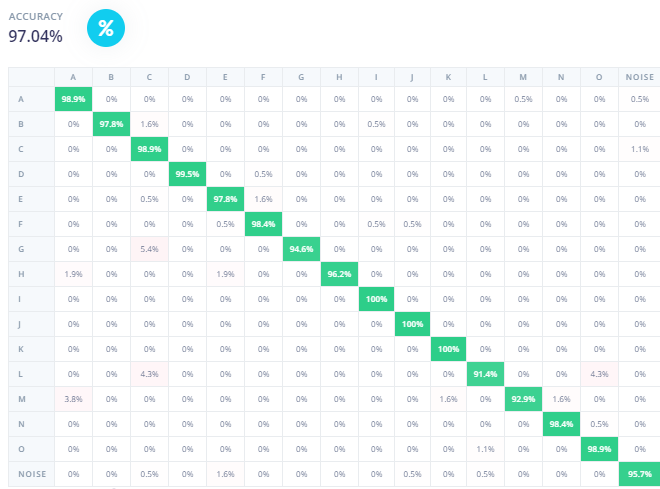 ACCURACY
97.04%
%
A B C D E F G H I J K L M N O NOISE
A 98.9% 0% 0% 0% 0% 0% 0% 0% 0% 0% 0% 0% 0.5% 0% 0% 0.5%
B 0% 97.8% 1.6% 0% 0% 0% 0% 0% 0.5% 0% 0% 0% 0% 0% 0% 0%
C 0% 0% 98.9% 0% 0% 0% 0% 0% 0% 0% 0% 0% 0% 0% 0% 1.1%
D 0% 0% 0% 99.5% 0% 0.5% 0% 0% 0% 0% 0% 0% 0% 0% 0% 0%
E 0% 0% 0.5% 0% 97.8% 1.6% 0% 0% 0% 0% 0% 0% 0% 0% 0% 0%
F 0% 0% 0% 0% 0.5% 98.4% 0% 0% 0.5% 0.5% 0% 0% 0% 0% 0% 0%
G 0% 0% 5.4% 0% 0% 0% 94.6% 0% 0% 0% 0% 0% 0% 0% 0% 0%
H 1.9% 0% 0% 0% 1.9% 0% 0% 96.2% 0% 0% 0% 0% 0% 0% 0% 0%
I 0% 0% 0% 0% 0% 0% 0% 0% 100% 0% 0% 0% 0% 0% 0% 0%
J 0% 0% 0% 0% 0% 0% 0% 0% 0% 100% 0% 0% 0% 0% 0% 0%
K 0% 0% 0% 0% 0% 0% 0% 0% 0% 0% 100% 0% 0% 0% 0% 0%
L 0% 0% 4.3% 0% 0% 0% 0% 0% 0% 0% 0% 91.4% 0% 0% 4.3% 0%
M 3.8% 0% 0% 0% 0% 0% 0% 0% 0% 0% 1.6% 0% 92.9% 1.6% 0% 0%
N 0% 0% 0% 0% 0% 0% 0% 0% 0% 0% 0% 0% 0% 98.4% 0.5% 0%
O 0% 0% 0% 0% 0% 0% 0% 0% 0% 0% 0% 1.1% 0% 0% 98.9% 0%
NOISE 0% 0% 0.5% 0% 1.6% 0% 0% 0% 0% 0.5% 0% 0.5% 0% 0% 0% 95.7%